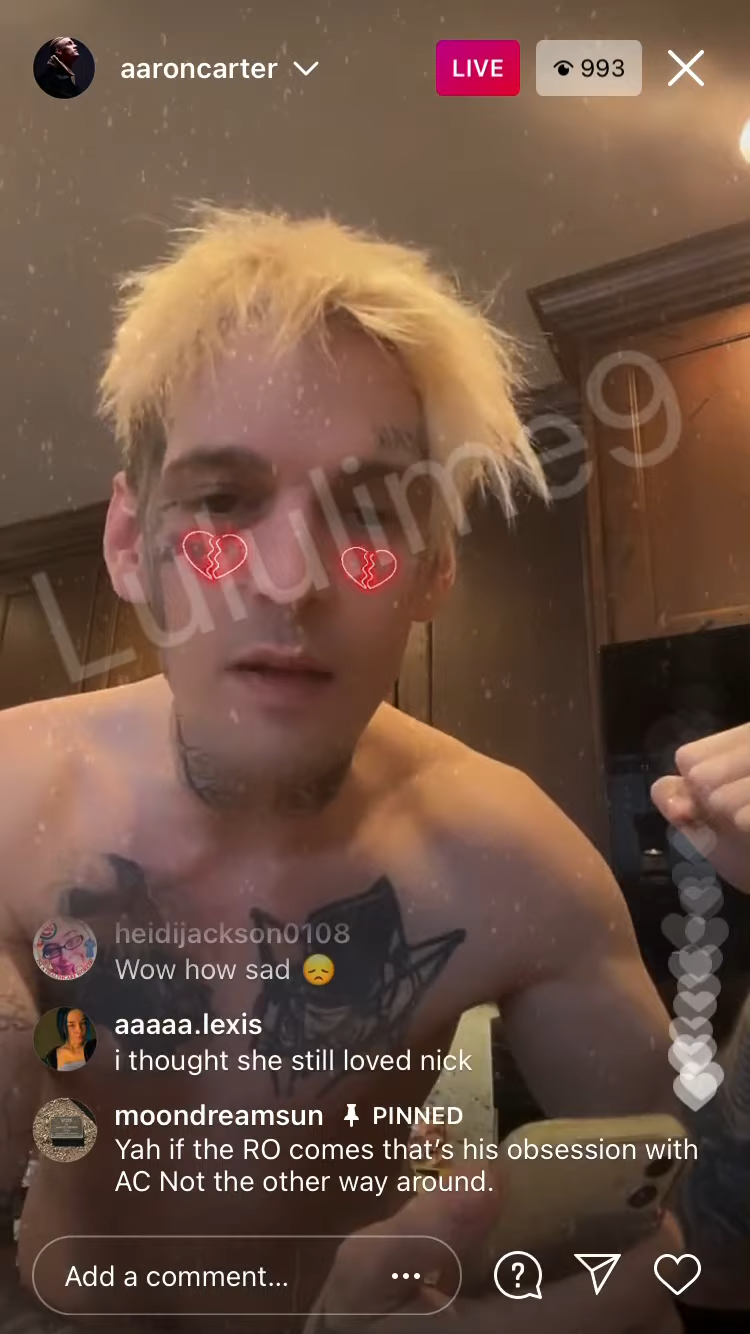 aaroncarter
LIVE
993
Lululime9
heidijackson0108
Wow how sad 😞
aaaaa.lexis
i thought she still loved nick
moondreamsun PINNED
Yah if the RO comes that’s his obsession with
AC Not the other way around.
Add a comment...